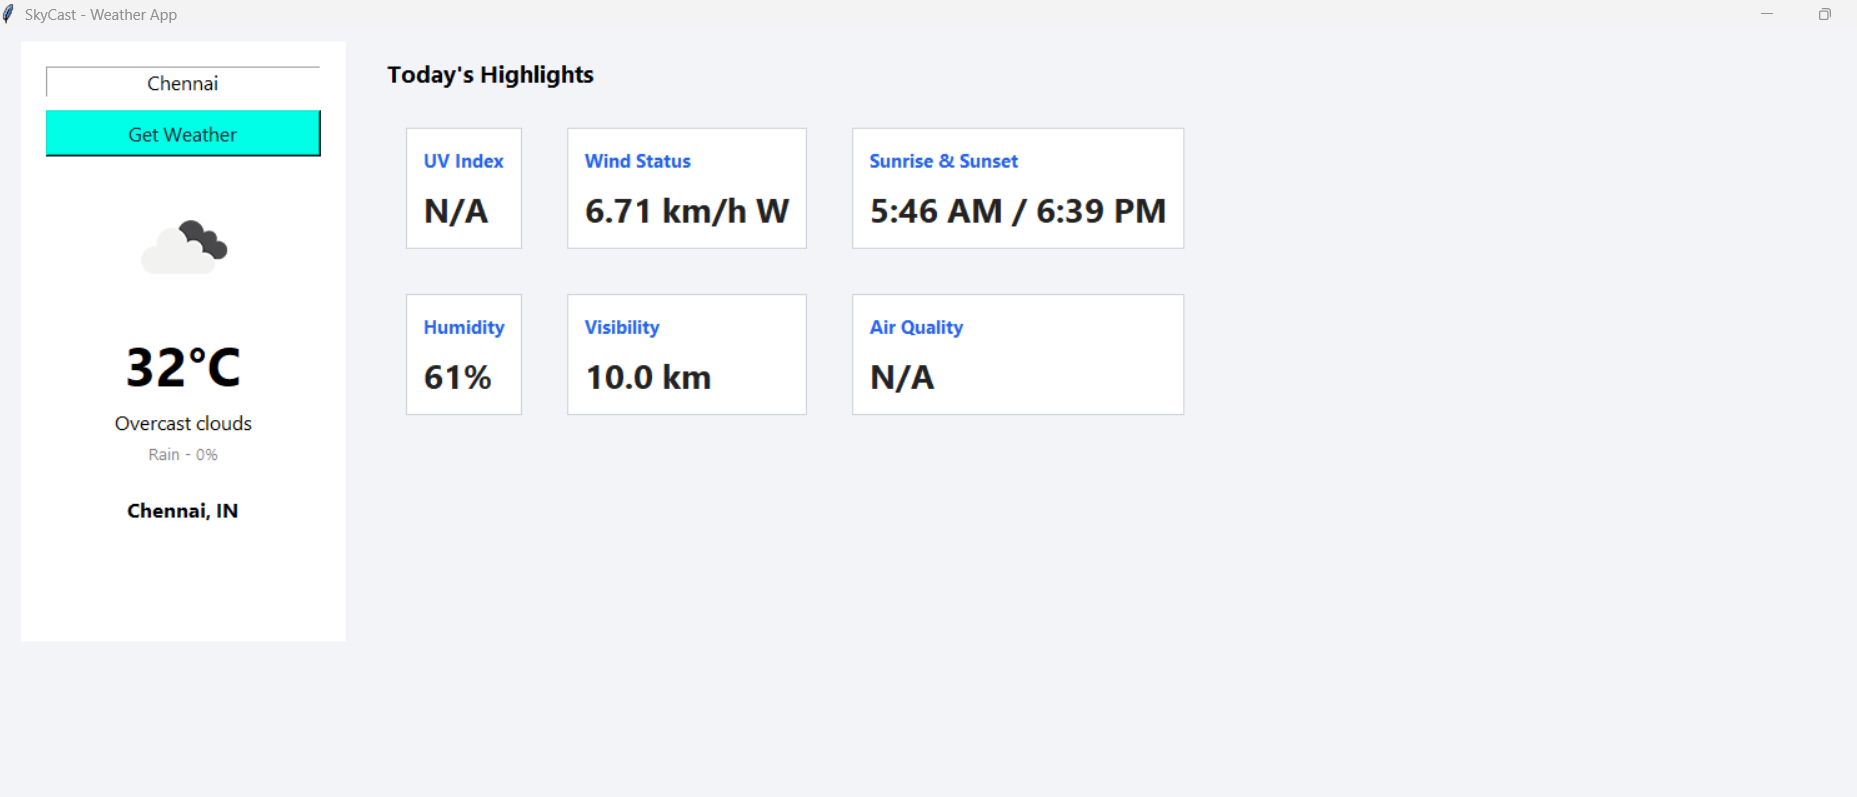 SkyCast - Weather App
Chennai
Get Weather
32°C
Overcast clouds
Rain - 0%
Chennai, IN
Today's Highlights
UV Index
N/A
Wind Status
6.71 km/h W
Sunrise & Sunset
5:46 AM / 6:39 PM
Humidity
61%
Visibility
10.0 km
Air Quality
N/A